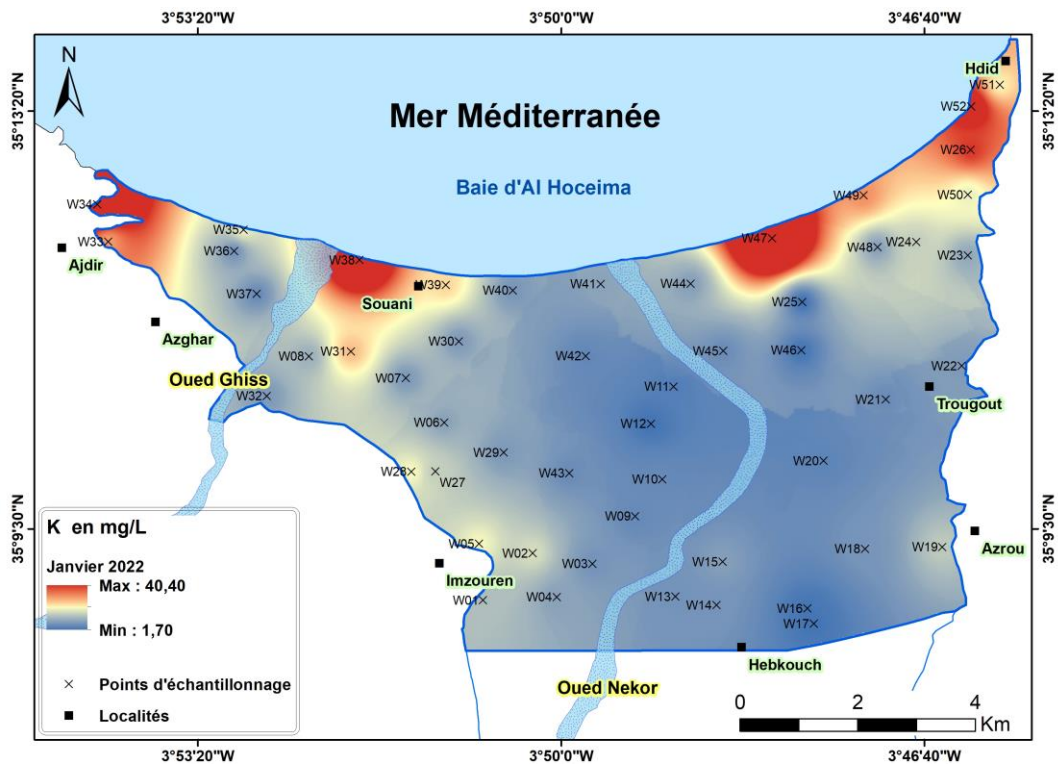 3°53'20"W
3°50'0"W
3°46'40"W
N
Hdid
W51
W52
35°13'20"N
35°13'20"N
Mer Méditerranée
W26
Baie d'Al Hoceima
W34
W49
W50
W33
W35
W47
W48
W24
Ajdir
W36
W38
W23
W37
Souani
W39
W40
W41
W44
W25
Azghar
W08
W31
W30
W42
W45
W46
Oued Ghiss
W07
W11
W22
W32
W21
Trougout
W06
W12
W29
W20
W28
W27
W43
W10
W09
35°9'30"N
35°9'30"N
W05
W02
W03
W15
W18
W19
Azrou
Imzouren
W01
W04
W13
W14
W16
W17
Hebkouch
Oued Nekor
K en mg/L
Janvier 2022
Max : 40,40
Min : 1,70
Points d'échantillonnage
Localités
0 2 4
Km
3°53'20"W
3°50'0"W
3°46'40"W